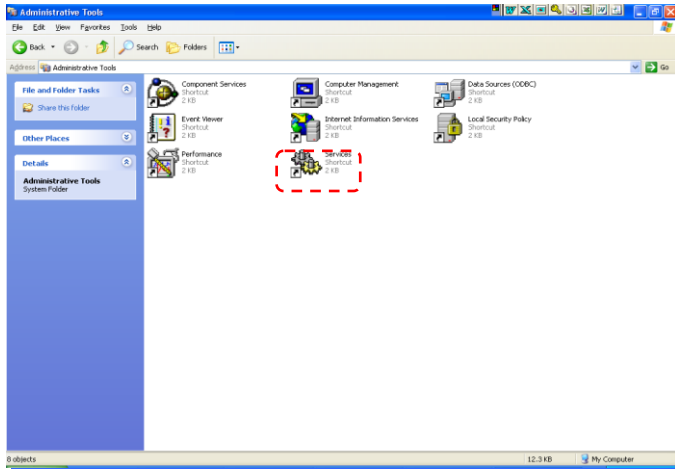 Administrative Tools
File Edit View Favorites Tools Help
Back Search Folders
Address Administrative Tools Go
File and Folder Tasks
Share this folder
Other Places
Details
Administrative Tools
System Folder
Component Services
Shortcut
2 KB
Computer Management
Shortcut
2 KB
Data Sources (ODBC)
Shortcut
2 KB
Event Viewer
Shortcut
2 KB
Internet Information Services
Shortcut
2 KB
Local Security Policy
Shortcut
2 KB
Performance
Shortcut
2 KB
Services
Shortcut
2 KB
8 objects 12.3 KB My Computer